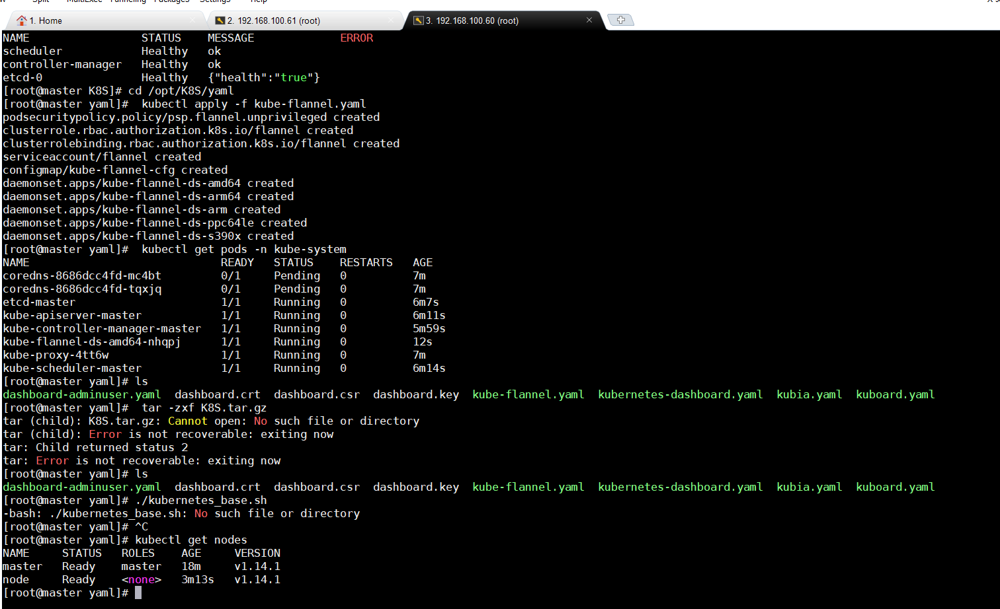 Split MultiExec Tunneling Packages Settings Help
1. Home
2. 192.168.100.61 (root)
3. 192.168.100.60 (root)
NAME STATUS MESSAGE ERROR
scheduler Healthy ok
controller-manager Healthy ok
etcd-0 Healthy {"health":"true"}
[root@master K8S]# cd /opt/K8S/yaml
[root@master yaml]# kubectl apply -f kube-flannel.yaml
podsecuritypolicy.policy/psp.flannel.unprivileged created
clusterrole.rbac.authorization.k8s.io/flannel created
clusterrolebinding.rbac.authorization.k8s.io/flannel created
serviceaccount/flannel created
configmap/kube-flannel-cfg created
daemonset.apps/kube-flannel-ds-amd64 created
daemonset.apps/kube-flannel-ds-arm64 created
daemonset.apps/kube-flannel-ds-arm created
daemonset.apps/kube-flannel-ds-ppc64le created
daemonset.apps/kube-flannel-ds-s390x created
[root@master yaml]# kubectl get pods -n kube-system
NAME READY STATUS RESTARTS AGE
coredns-8686dcc4fd-mc4bt 0/1 Pending 0 7m
coredns-8686dcc4fd-tqxjq 0/1 Pending 0 7m
etcd-master 1/1 Running 0 6m7s
kube-apiserver-master 1/1 Running 0 6m11s
kube-controller-manager-master 1/1 Running 0 5m59s
kube-flannel-ds-amd64-nhqpj 1/1 Running 0 12s
kube-proxy-4tt6w 1/1 Running 0 7m
kube-scheduler-master 1/1 Running 0 6m14s
[root@master yaml]# ls
dashboard-adminuser.yaml dashboard.crt dashboard.csr dashboard.key kube-flannel.yaml kubernetes-dashboard.yaml kubia.yaml kuboard.yaml
[root@master yaml]# tar -zxf K8S.tar.gz
tar (child): K8S.tar.gz: Cannot open: No such file or directory
tar (child): Error is not recoverable: exiting now
tar: Child returned status 2
tar: Error is not recoverable: exiting now
[root@master yaml]# ls
dashboard-adminuser.yaml dashboard.crt dashboard.csr dashboard.key kube-flannel.yaml kubernetes-dashboard.yaml kubia.yaml kuboard.yaml
[root@master yaml]# ./kubernetes_base.sh
-bash: ./kubernetes_base.sh: No such file or directory
[root@master yaml]# ^C
[root@master yaml]# kubectl get nodes
NAME STATUS ROLES AGE VERSION
master Ready master 18m v1.14.1
node Ready <none> 3m13s v1.14.1
[root@master yaml]#